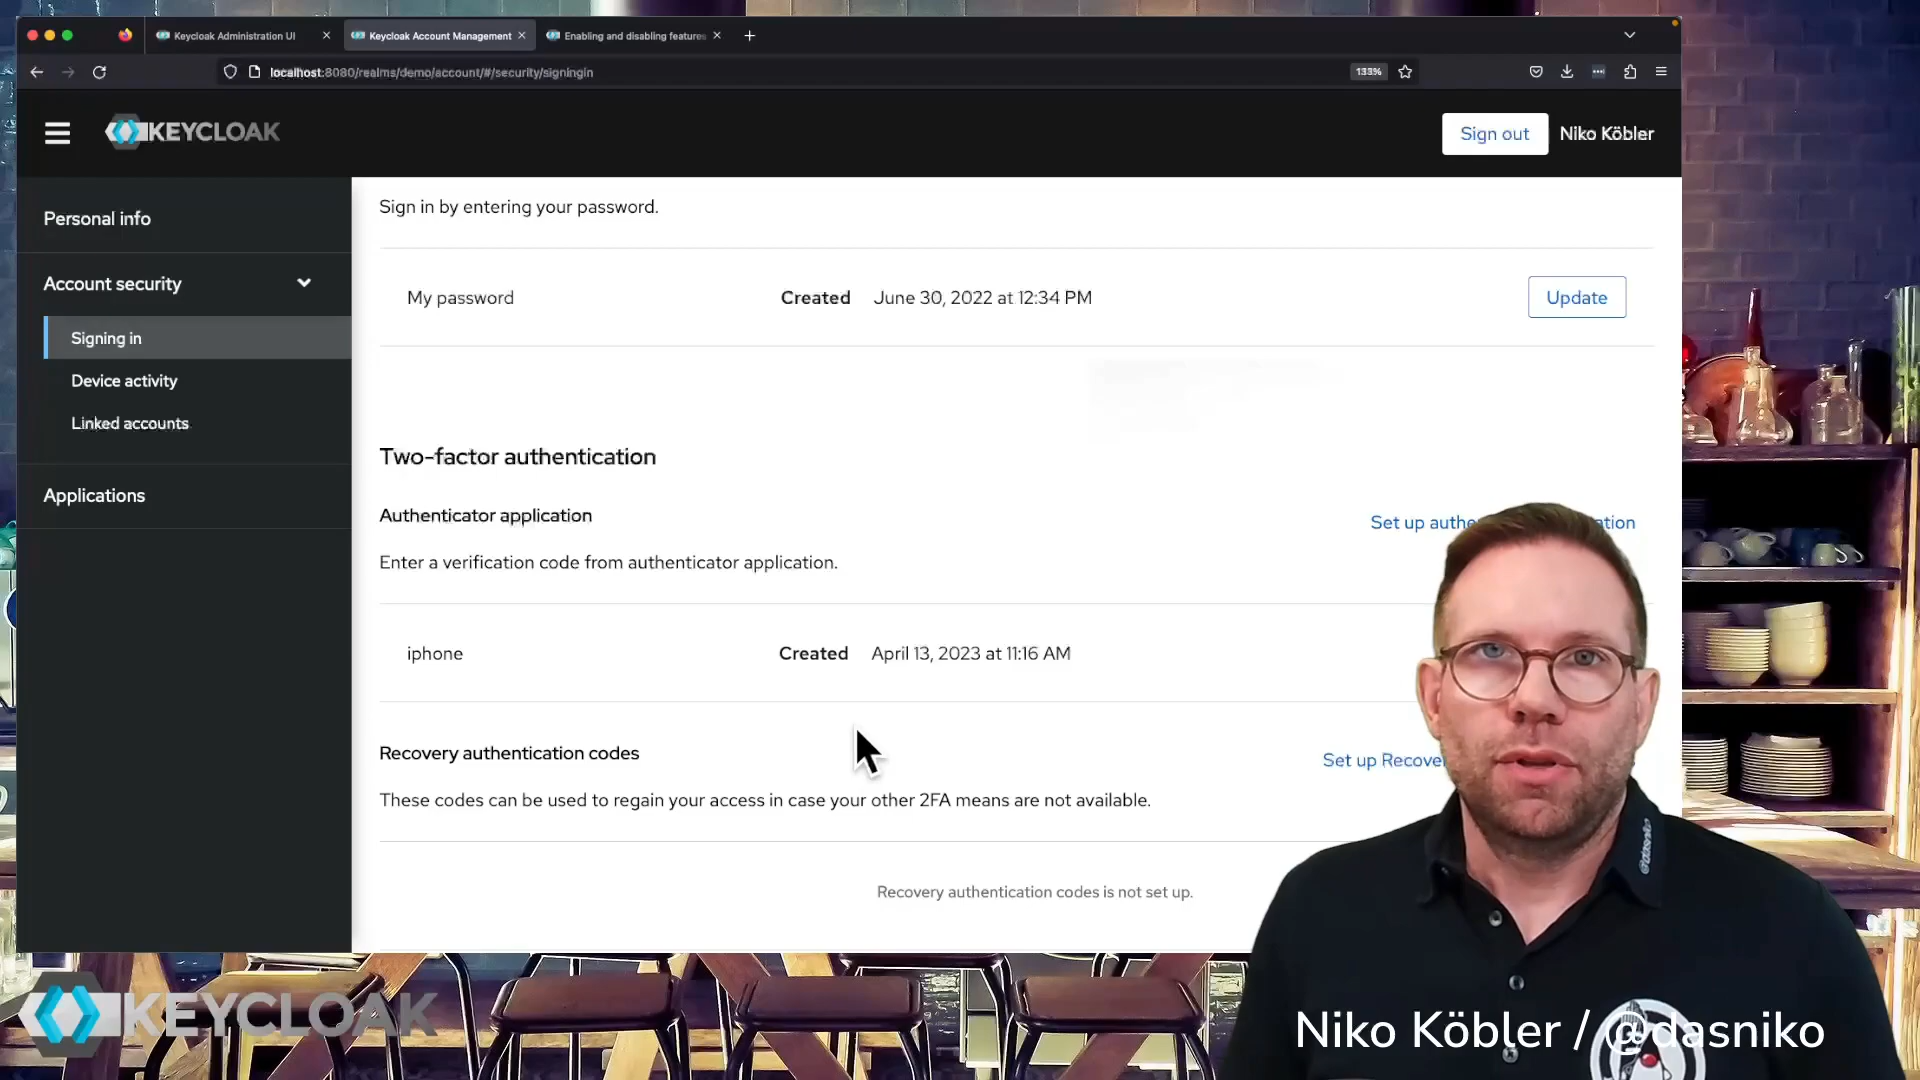 Keycloak Administration UI
Keycloak Account Management
Enabling and disabling features
localhost:8080/realms/demo/account/#/security/signingin
133%
KEYCLOAK
Sign out
Niko Köbler
Personal info
Account security
Signing in
Device activity
Linked accounts
Applications
Sign in by entering your password.
My password
Created June 30, 2022 at 12:34 PM
Update
Two-factor authentication
Authenticator application
Set up
Enter a verification code from authenticator application.
iphone
Created April 13, 2023 at 11:16 AM
Recovery authentication codes
Set up
These codes can be used to regain your access in case your other 2FA means are not available.
Recovery authentication codes is not set up.
@dasniko
KEYCLOAK
Niko Köbler / @dasniko